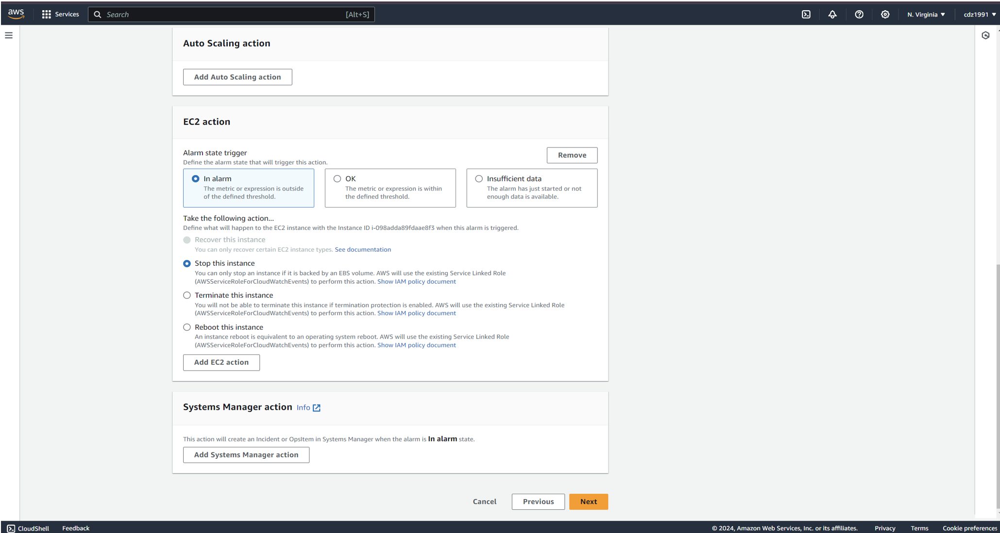 aws
Services
Search
[Alt+S]
N. Virginia
cdz1991
Auto Scaling action
Add Auto Scaling action
EC2 action
Alarm state trigger
Define the alarm state that will trigger this action.
Remove
In alarm
The metric or expression is outside
of the defined threshold.
OK
The metric or expression is within
the defined threshold.
Insufficient data
The alarm has just started or not
enough data is available.
Take the following action...
Define what will happen to the EC2 instance with the Instance ID i-098adda89fdaae8f3 when this alarm is triggered.
Recover this instance
You can only recover certain EC2 instance types. See documentation
Stop this instance
You can only stop an instance if it is backed by an EBS volume. AWS will use the existing Service Linked Role
(AWSServiceRoleForCloudWatchEvents) to perform this action. Show IAM policy document
Terminate this instance
You will not be able to terminate this instance if termination protection is enabled. AWS will use the existing Service Linked Role
(AWSServiceRoleForCloudWatchEvents) to perform this action. Show IAM policy document
Reboot this instance
An instance reboot is equivalent to an operating system reboot. AWS will use the existing Service Linked Role
(AWSServiceRoleForCloudWatchEvents) to perform this action. Show IAM policy document
Add EC2 action
Systems Manager action Info
This action will create an Incident or OpsItem in Systems Manager when the alarm is In alarm state.
Add Systems Manager action
Cancel
Previous
Next
CloudShell
Feedback
© 2024, Amazon Web Services, Inc. or its affiliates.
Privacy
Terms
Cookie preferences